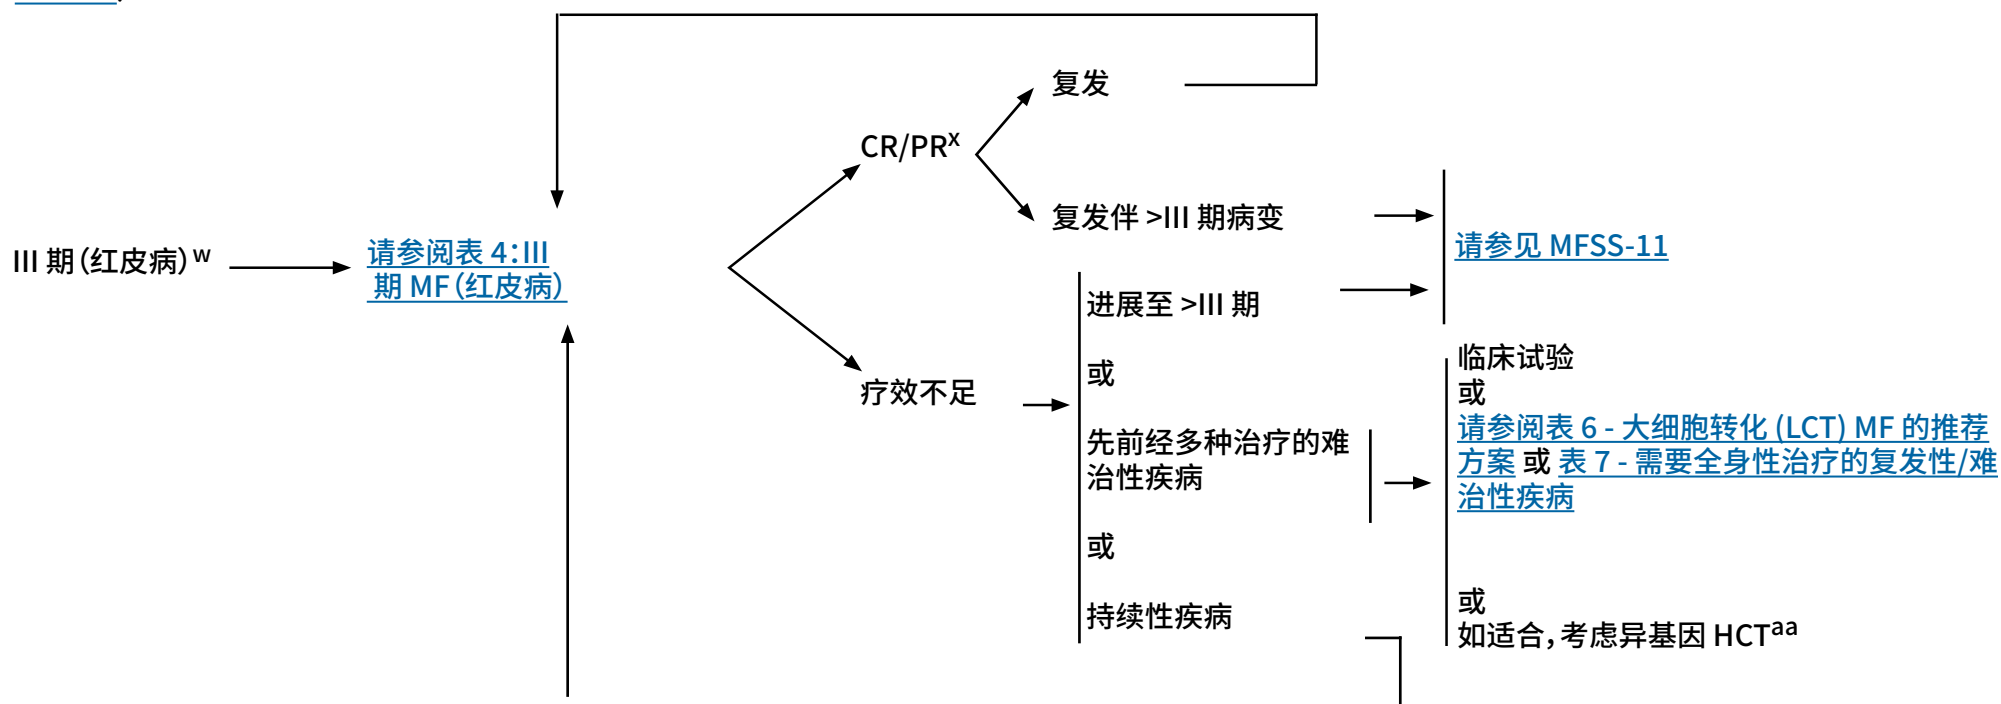 复发
CR/PRx
复发伴 >III 期病变
III 期（红皮病）w
请参阅表 4：III
期 MF（红皮病）
请参见 MFSS-11
进展至 >III 期
或
疗效不足
先前经多种治疗的难
治性疾病
或
持续性疾病
临床试验
或
请参阅表 6 - 大细胞转化 (LCT) MF 的推荐
方案 或 表 7 - 需要全身性治疗的复发性/难
治性疾病
或
如适合，考虑异基因 HCTaa